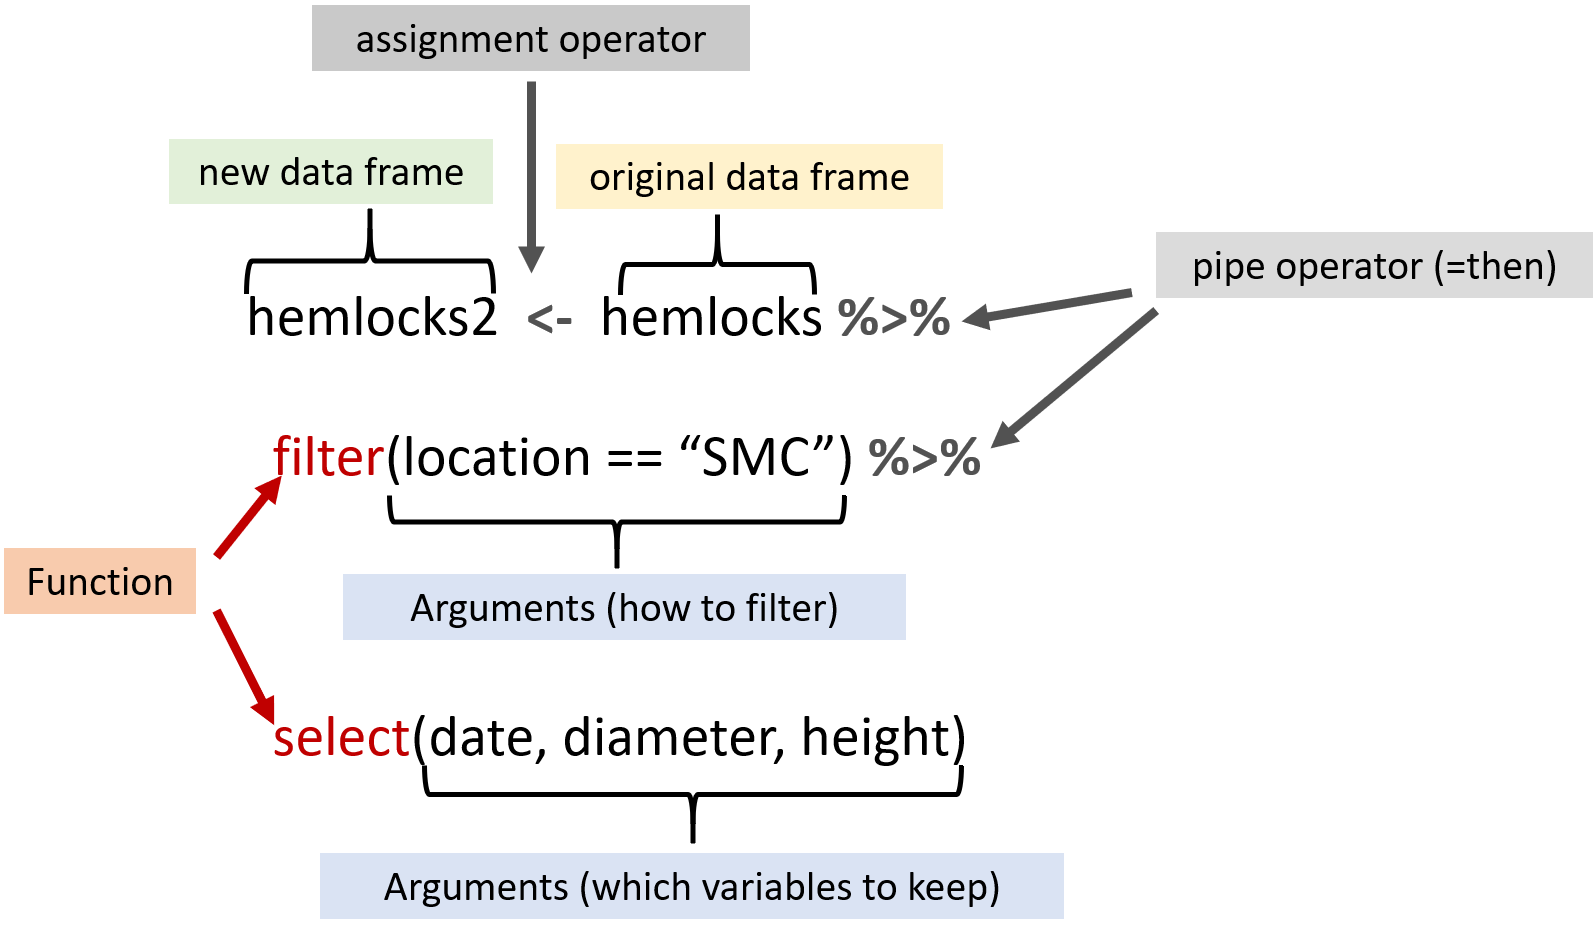 assignment operator
new data frame
original data frame
pipe operator (=then)
hemlocks2 <- hemlocks %>%
filter(location == “SMC”) %>%
Function
Arguments (how to filter)
select(date, diameter, height)
Arguments (which variables to keep)